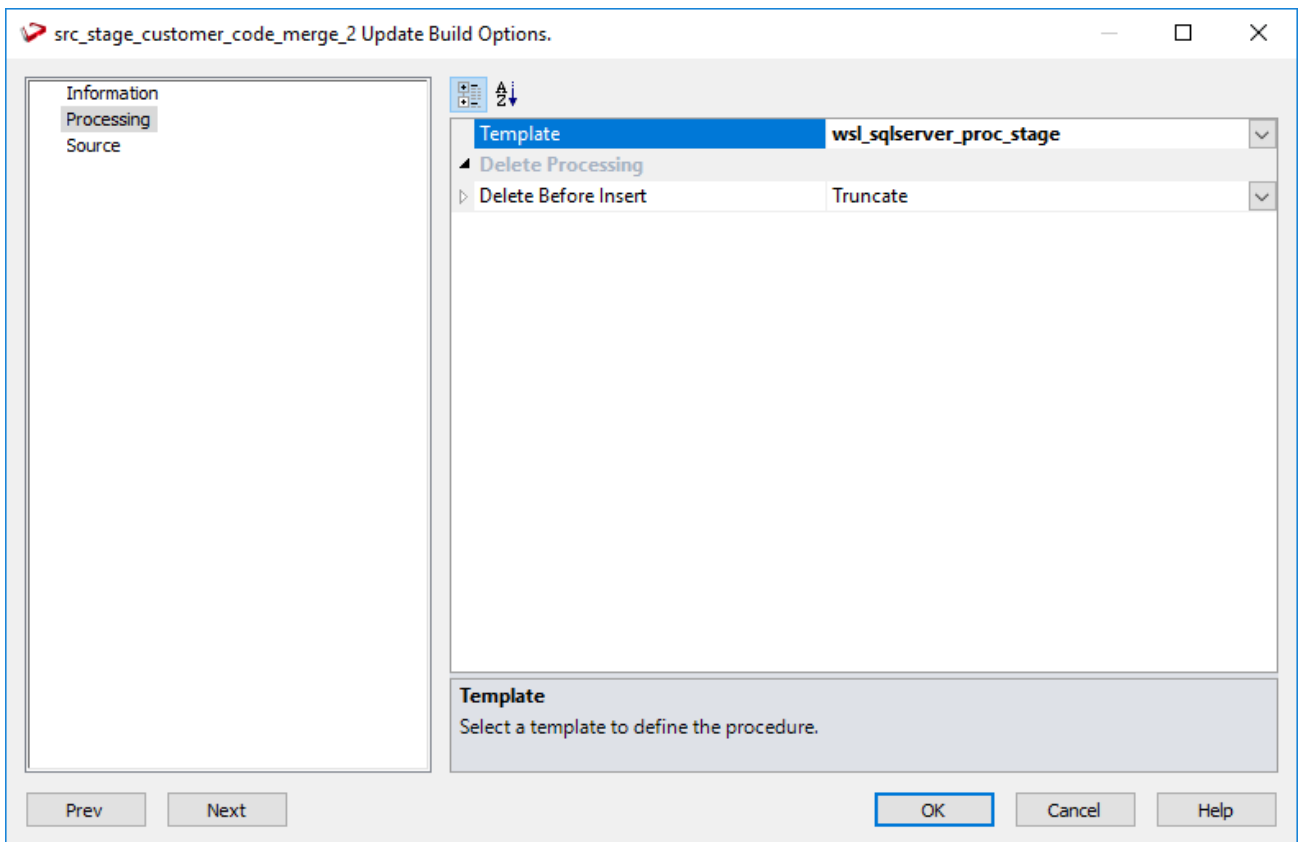 src_stage_customer_code_merge_2 Update Build Options.
Information
Processing
Source
A
Z
Template wsl_sqlserver_proc_stage
Delete Processing
Delete Before Insert Truncate
Template
Select a template to define the procedure.
Prev Next OK Cancel Help